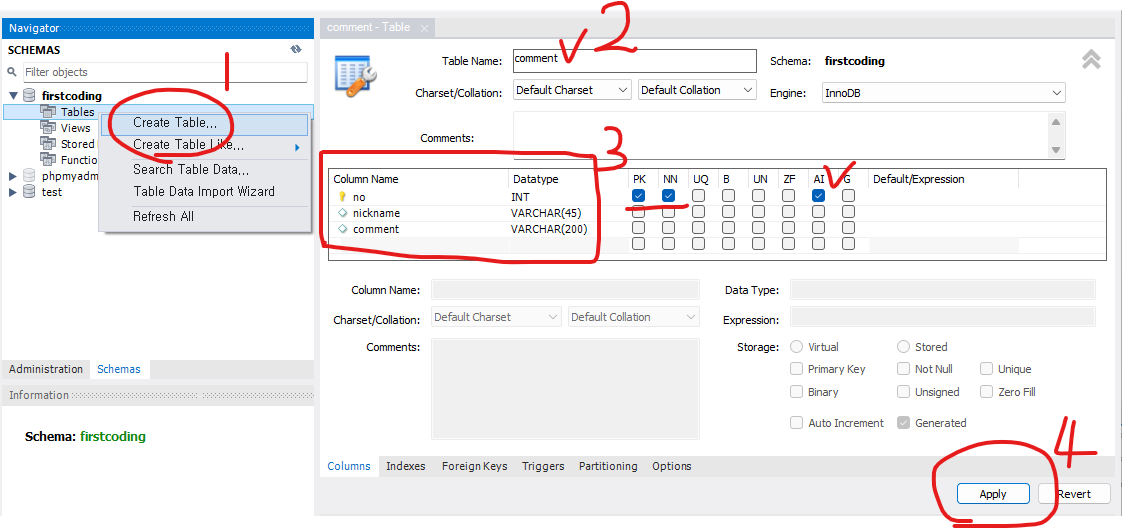 Navigator
SCHEMAS
Filter objects
firstcoding
Tables
Views
Stored
Functio
phpmyadm
test
1
Create Table...
Create Table Like...
Search Table Data...
Table Data Import Wizard
Refresh All
Administration Schemas
Information
Schema: firstcoding
comment - Table
2
Table Name: comment Schema: firstcoding
Charset/Collation: Default Charset Default Collation Engine: InnoDB
Comments:
3
Column Name Datatype PK NN UQ B UN ZF AI G Default/Expression
no INT
nickname VARCHAR(45)
comment VARCHAR(200)
Column Name: Data Type:
Charset/Collation: Default Charset Default Collation Expression:
Comments: Storage: Virtual Stored
Primary Key Not Null Unique
Binary Unsigned Zero Fill
Auto Increment Generated
Columns Indexes Foreign Keys Triggers Partitioning Options
4
Apply Revert